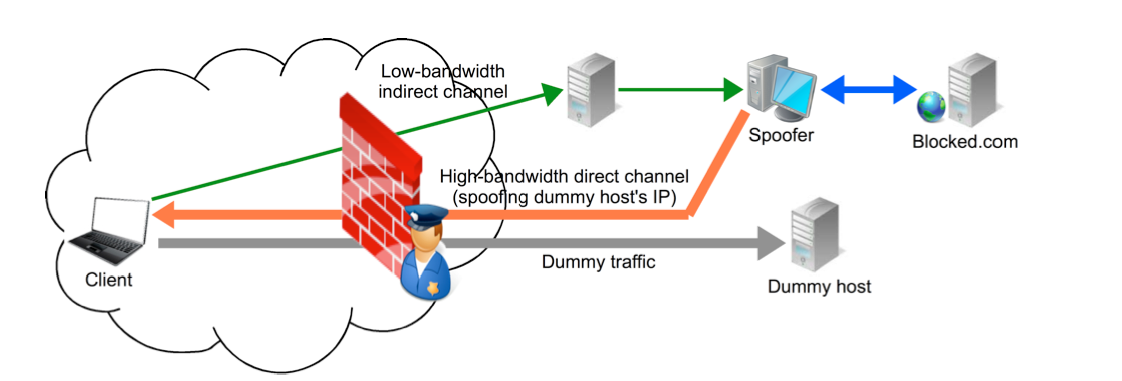 Low-bandwidth
indirect channel
Spoofer
Blocked.com
High-bandwidth direct channel
(spoofing dummy host's IP)
Client
Dummy traffic
Dummy host